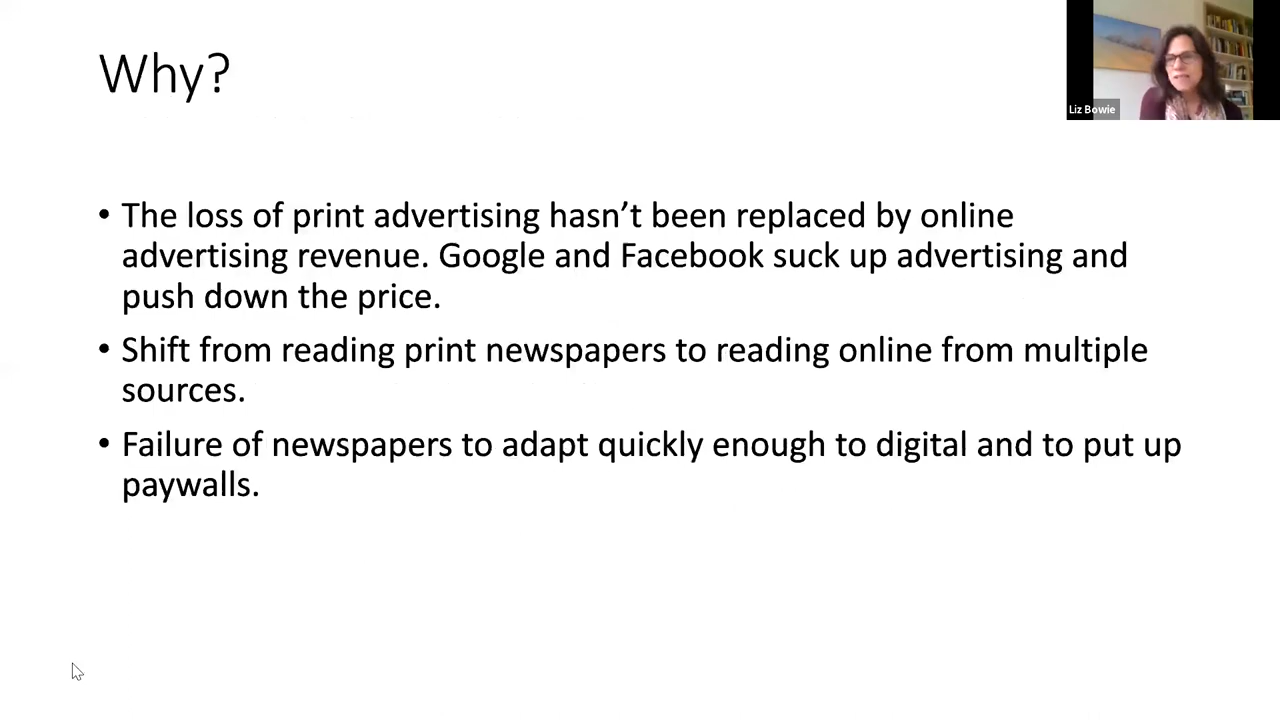 Why?
Liz Bowie
• The loss of print advertising hasn’t been replaced by online
advertising revenue. Google and Facebook suck up advertising and
push down the price.
• Shift from reading print newspapers to reading online from multiple
sources.
• Failure of newspapers to adapt quickly enough to digital and to put up
paywalls.